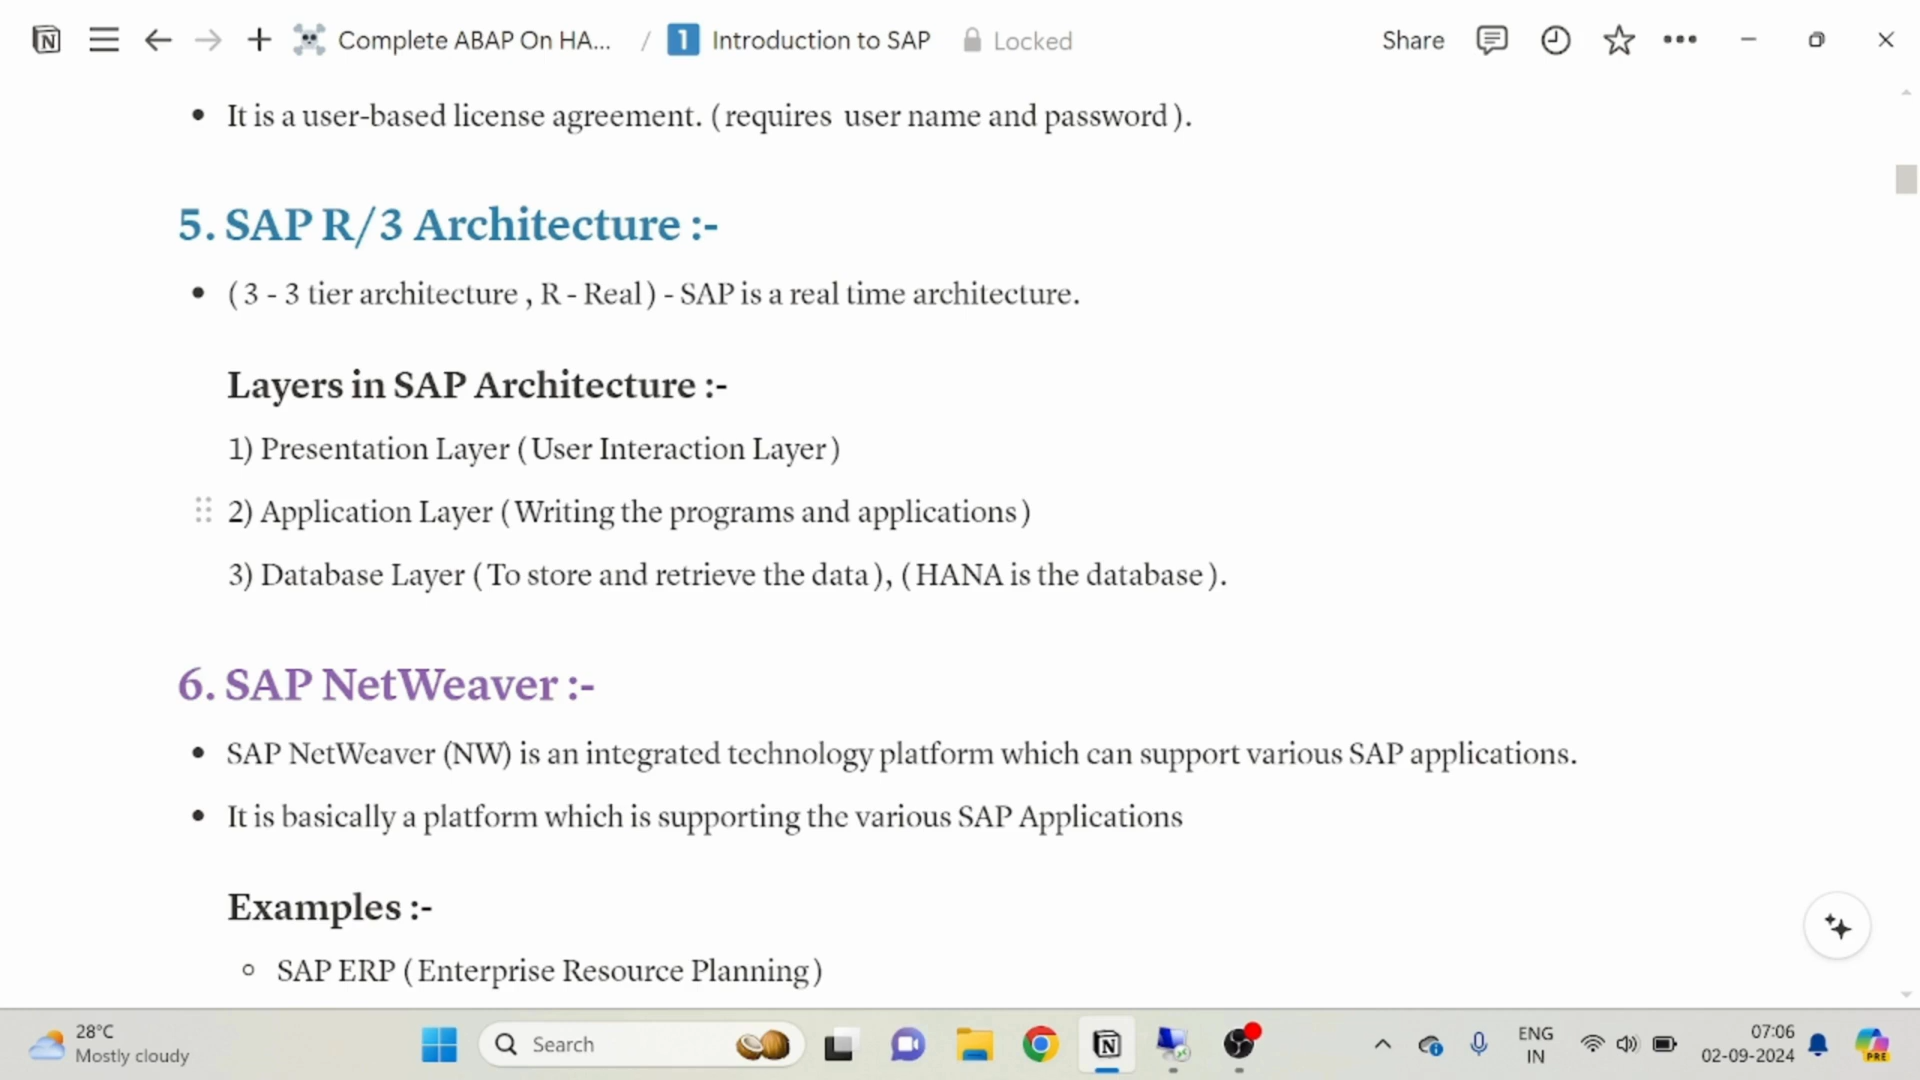 Complete ABAP On HA... / 1 Introduction to SAP Locked Share
It is a user-based license agreement. (requires user name and password).
5. SAP R/3 Architecture :-
(3 - 3 tier architecture , R - Real) - SAP is a real time architecture.
Layers in SAP Architecture :-
1) Presentation Layer (User Interaction Layer)
2) Application Layer (Writing the programs and applications)
3) Database Layer (To store and retrieve the data), (HANA is the database).
6. SAP NetWeaver :-
SAP NetWeaver (NW) is an integrated technology platform which can support various SAP applications.
It is basically a platform which is supporting the various SAP Applications
Examples :-
SAP ERP (Enterprise Resource Planning)
28°C
Mostly cloudy
Search
ENG
IN
07:06
02-09-2024
PRE